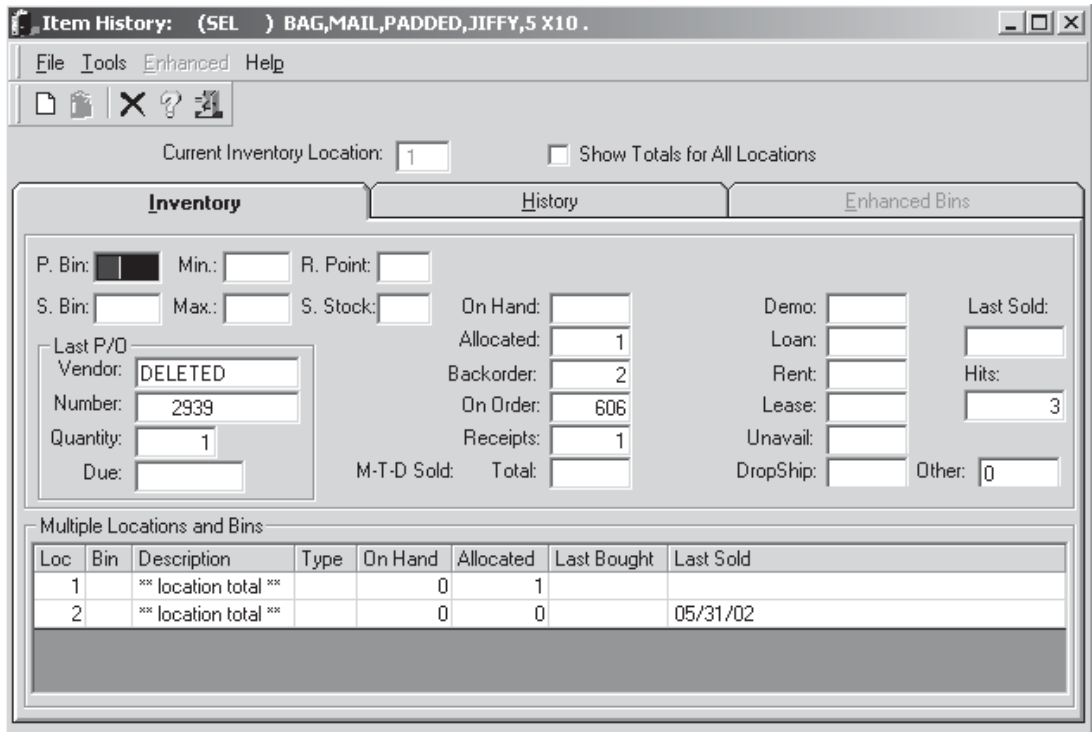 Item History: (SEL ) BAG,MAIL,PADDED,JIFFY,5 X10 .
File Tools Enhanced Help
Current Inventory Location: 1 Show Totals for All Locations
Inventory History Enhanced Bins
P. Bin: Min.: R. Point:
S. Bin: Max.: S. Stock: On Hand: Demo: Last Sold:
Last P/O Allocated: 1 Loan:
Vendor: DELETED Backorder: 2 Rent: Hits:
Number: 2939 On Order: 606 Lease: 3
Quantity: 1 Receipts: 1 Unavail:
Due: M-T-D Sold: Total: DropShip: Other: 0
Multiple Locations and Bins
Loc Bin Description Type On Hand Allocated Last Bought Last Sold
1 ** location total ** 0 1
2 ** location total ** 0 0 05/31/02